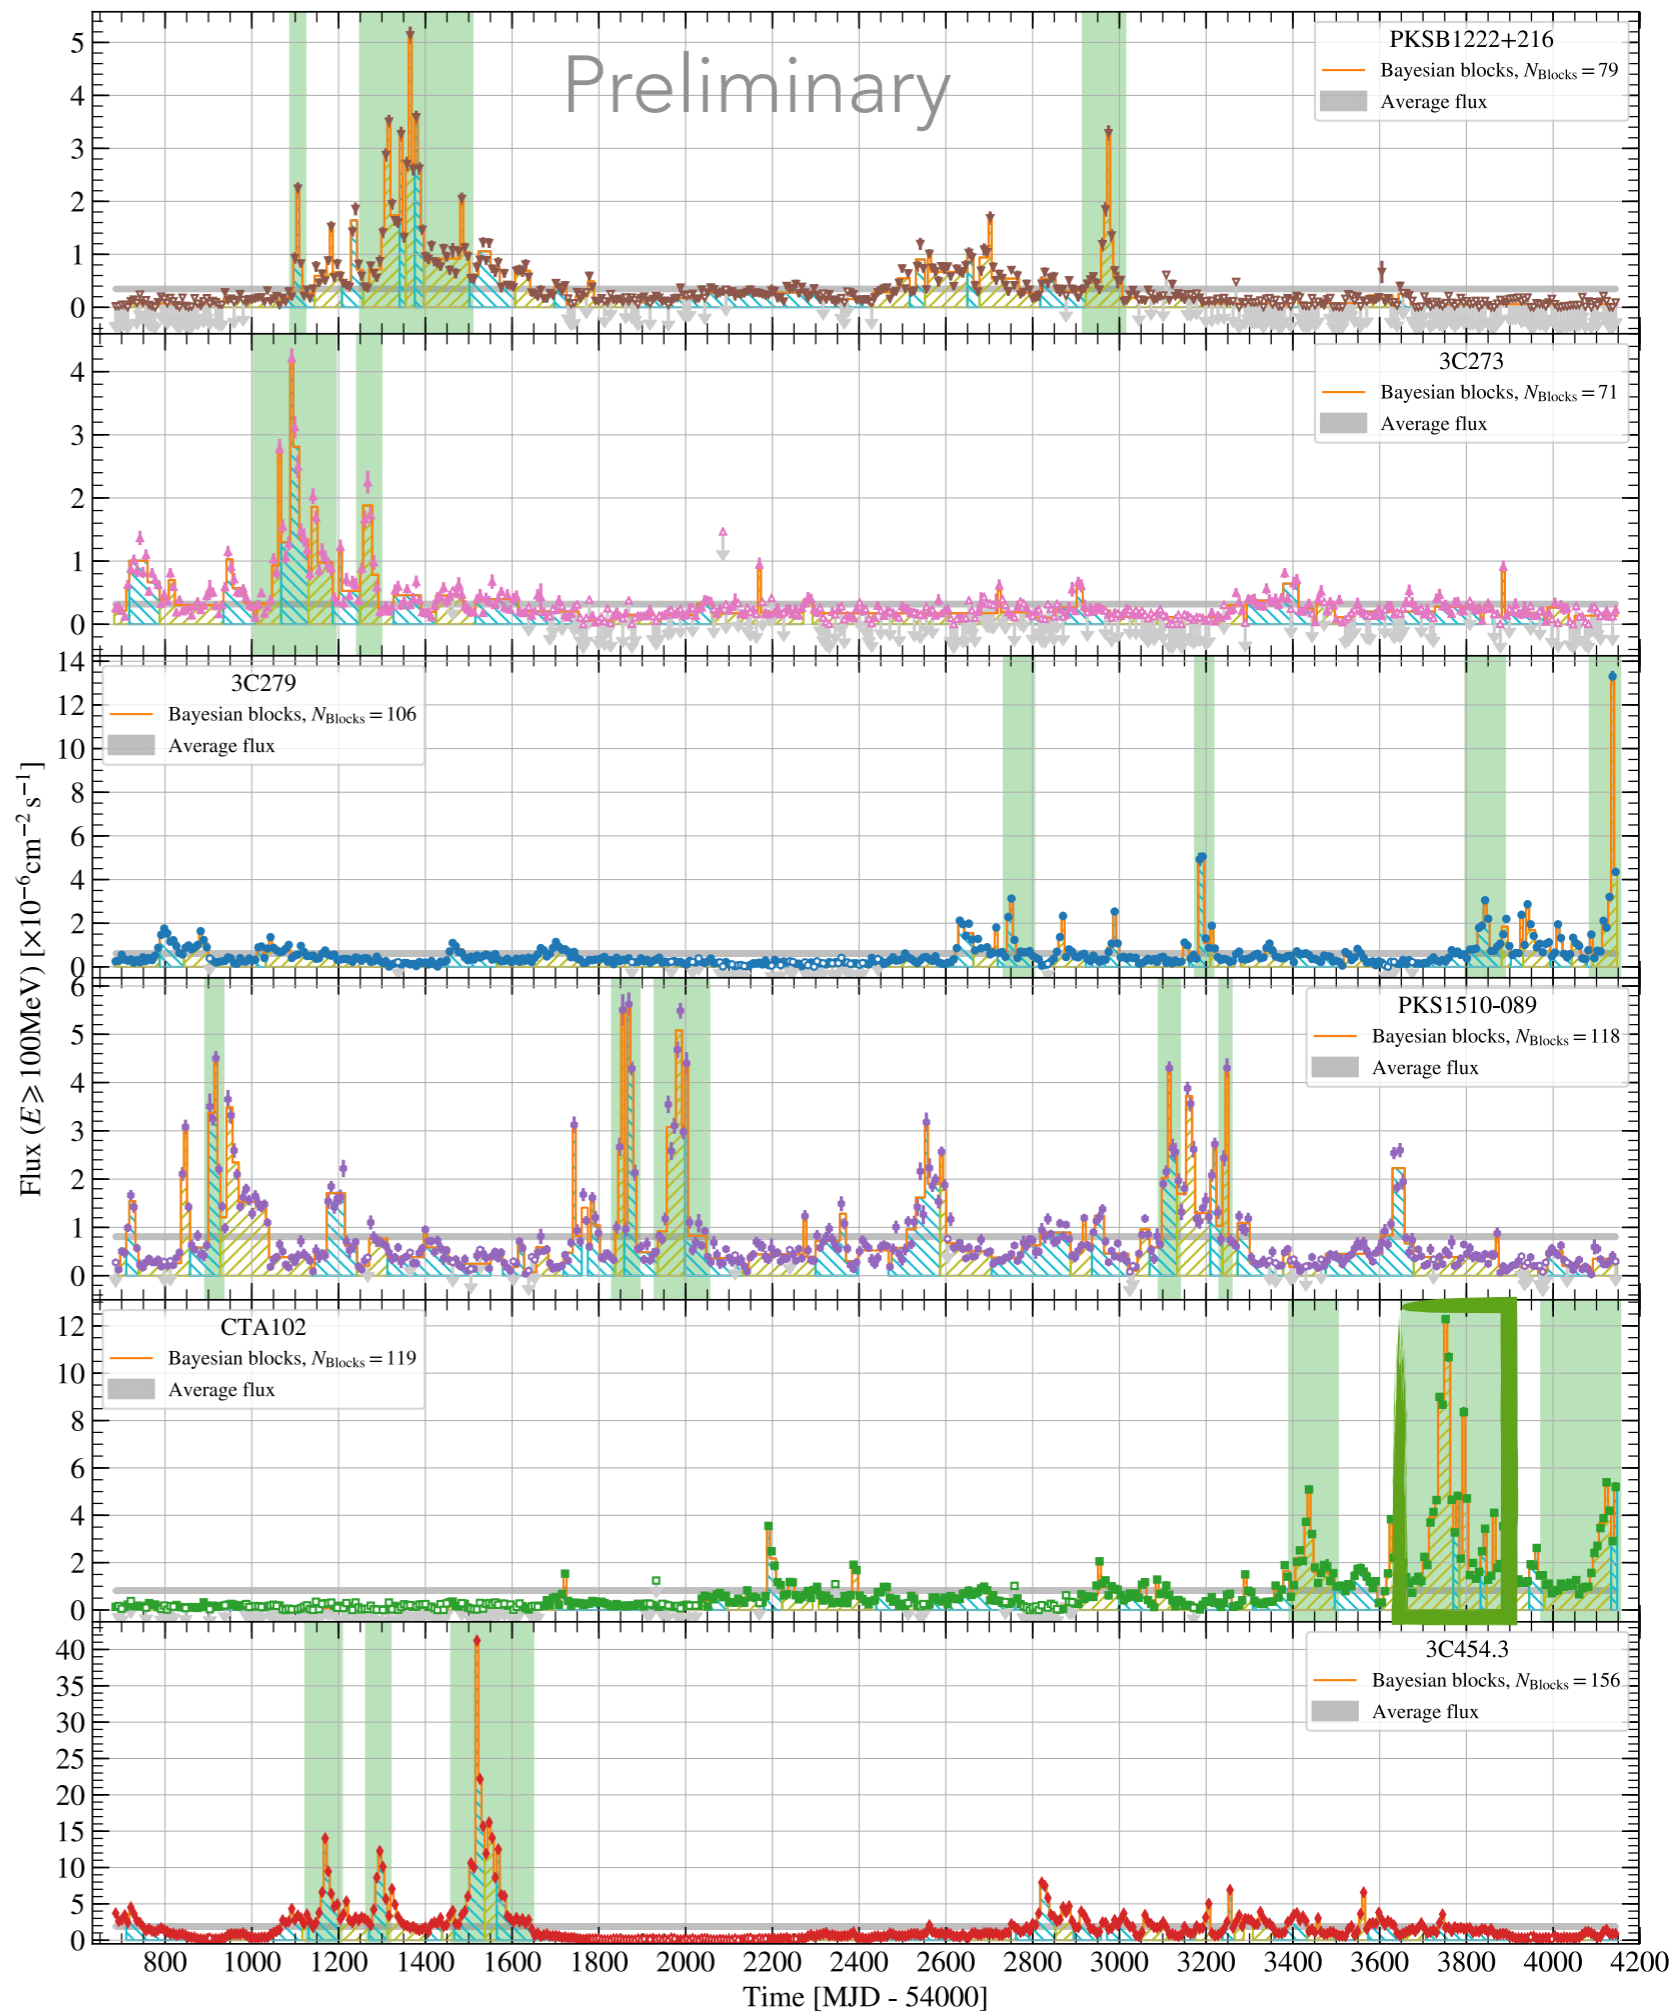 Preliminary
PKSB1222+216
Bayesian blocks, N_Blocks = 79
Average flux
5
4
3
2
1
0
3C273
Bayesian blocks, N_Blocks = 71
Average flux
4
3
2
1
0
3C279
Bayesian blocks, N_Blocks = 106
Average flux
14
12
10
8
6
4
2
0
PKS1510-089
Bayesian blocks, N_Blocks = 118
Average flux
6
5
4
3
2
1
0
CTA102
Bayesian blocks, N_Blocks = 119
Average flux
12
10
8
6
4
2
0
3C454.3
Bayesian blocks, N_Blocks = 156
Average flux
40
35
30
25
20
15
10
5
0
Flux (E ⩾ 100MeV) [×10⁻⁶cm⁻² s⁻¹]
800 1000 1200 1400 1600 1800 2000 2200 2400 2600 2800 3000 3200 3400 3600 3800 4000 4200
Time [MJD - 54000]